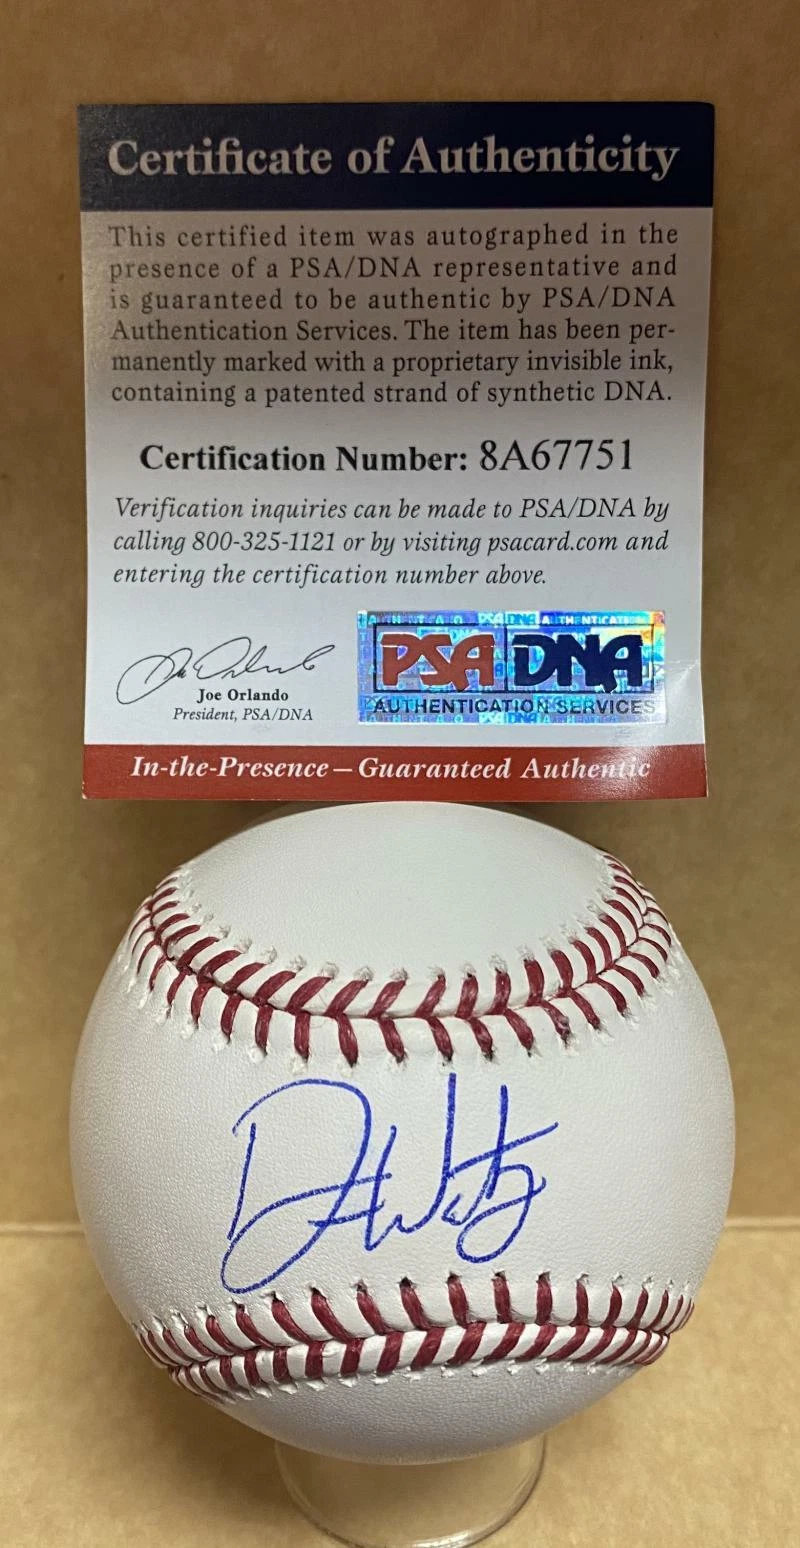 Certificate of Authenticity
This certified item was autographed in the
presence of a PSA/DNA representative and
is guaranteed to be authentic by PSA/DNA
Authentication Services. The item has been per-
manently marked with a proprietary invisible ink,
containing a patented strand of synthetic DNA.
Certification Number: 8A67751
Verification inquiries can be made to PSA/DNA by
calling 800-325-1121 or by visiting psacard.com and
entering the certification number above.
Joe Orlando
President, PSA/DNA
PSA DNA
AUTHENTICATION SERVICES
In-the-Presence — Guaranteed Authentic